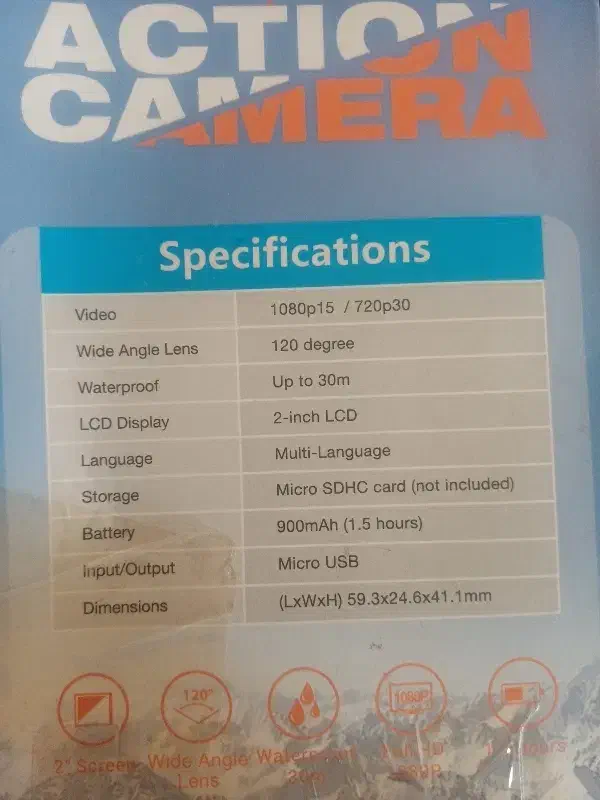 ACTION
CAMERA
Specifications
Video 1080p15 / 720p30
Wide Angle Lens 120 degree
Waterproof Up to 30m
LCD Display 2-inch LCD
Language Multi-Language
Storage Micro SDHC card (not included)
Battery 900mAh (1.5 hours)
Input/Output Micro USB
Dimensions (LxWxH) 59.3x24.6x41.1mm
120° 1080P
2" Screen Wide Angle Waterproof
Lens 30m